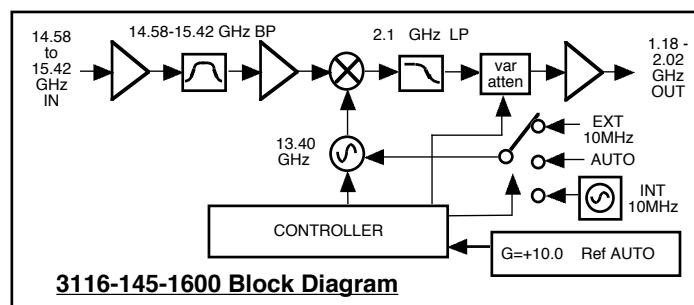 14.58
to
15.42
GHz
IN
14.58-15.42 GHz BP
2.1 GHz LP
var
atten
1.18 -
2.02
GHz
OUT
13.40
GHz
EXT
10MHz
AUTO
INT
10MHz
CONTROLLER
G=+10.0 Ref AUTO
3116-145-1600 Block Diagram